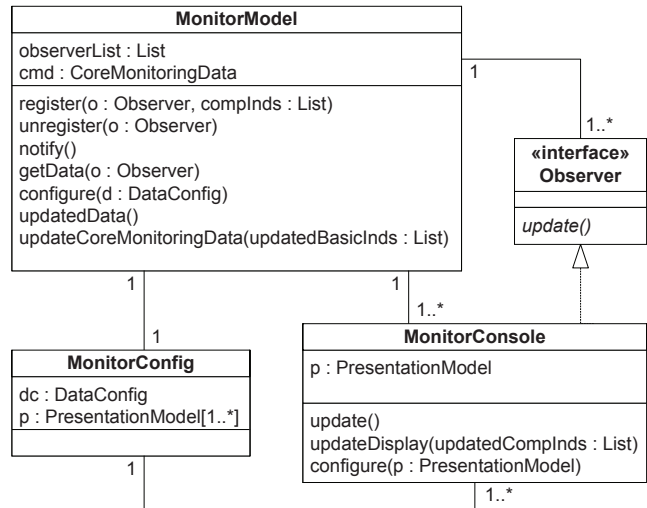 MonitorModel
observerList : List
cmd : CoreMonitoringData
register(o : Observer, compInds : List)
unregister(o : Observer)
notify()
getData(o : Observer)
configure(d : DataConfig)
updatedData()
updateCoreMonitoringData(updatedBasicInds : List)
1
1..*
«interface»
Observer
update()
1
1
1
1..*
MonitorConfig
dc : DataConfig
p : PresentationModel[1..*]
1
MonitorConsole
p : PresentationModel
update()
updateDisplay(updatedCompInds : List)
configure(p : PresentationModel)
1..*